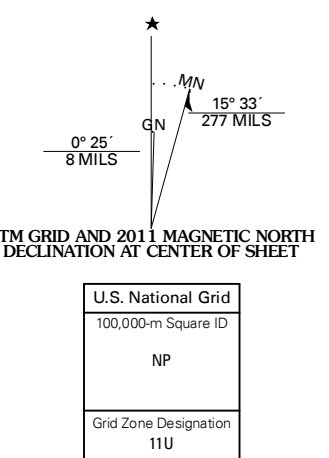 MN
GN
15° 33´
277 MILS
0° 25´
8 MILS
TM GRID AND 2011 MAGNETIC NORTH
DECLINATION AT CENTER OF SHEET
U.S. National Grid
100,000-m Square ID
NP
Grid Zone Designation
11U